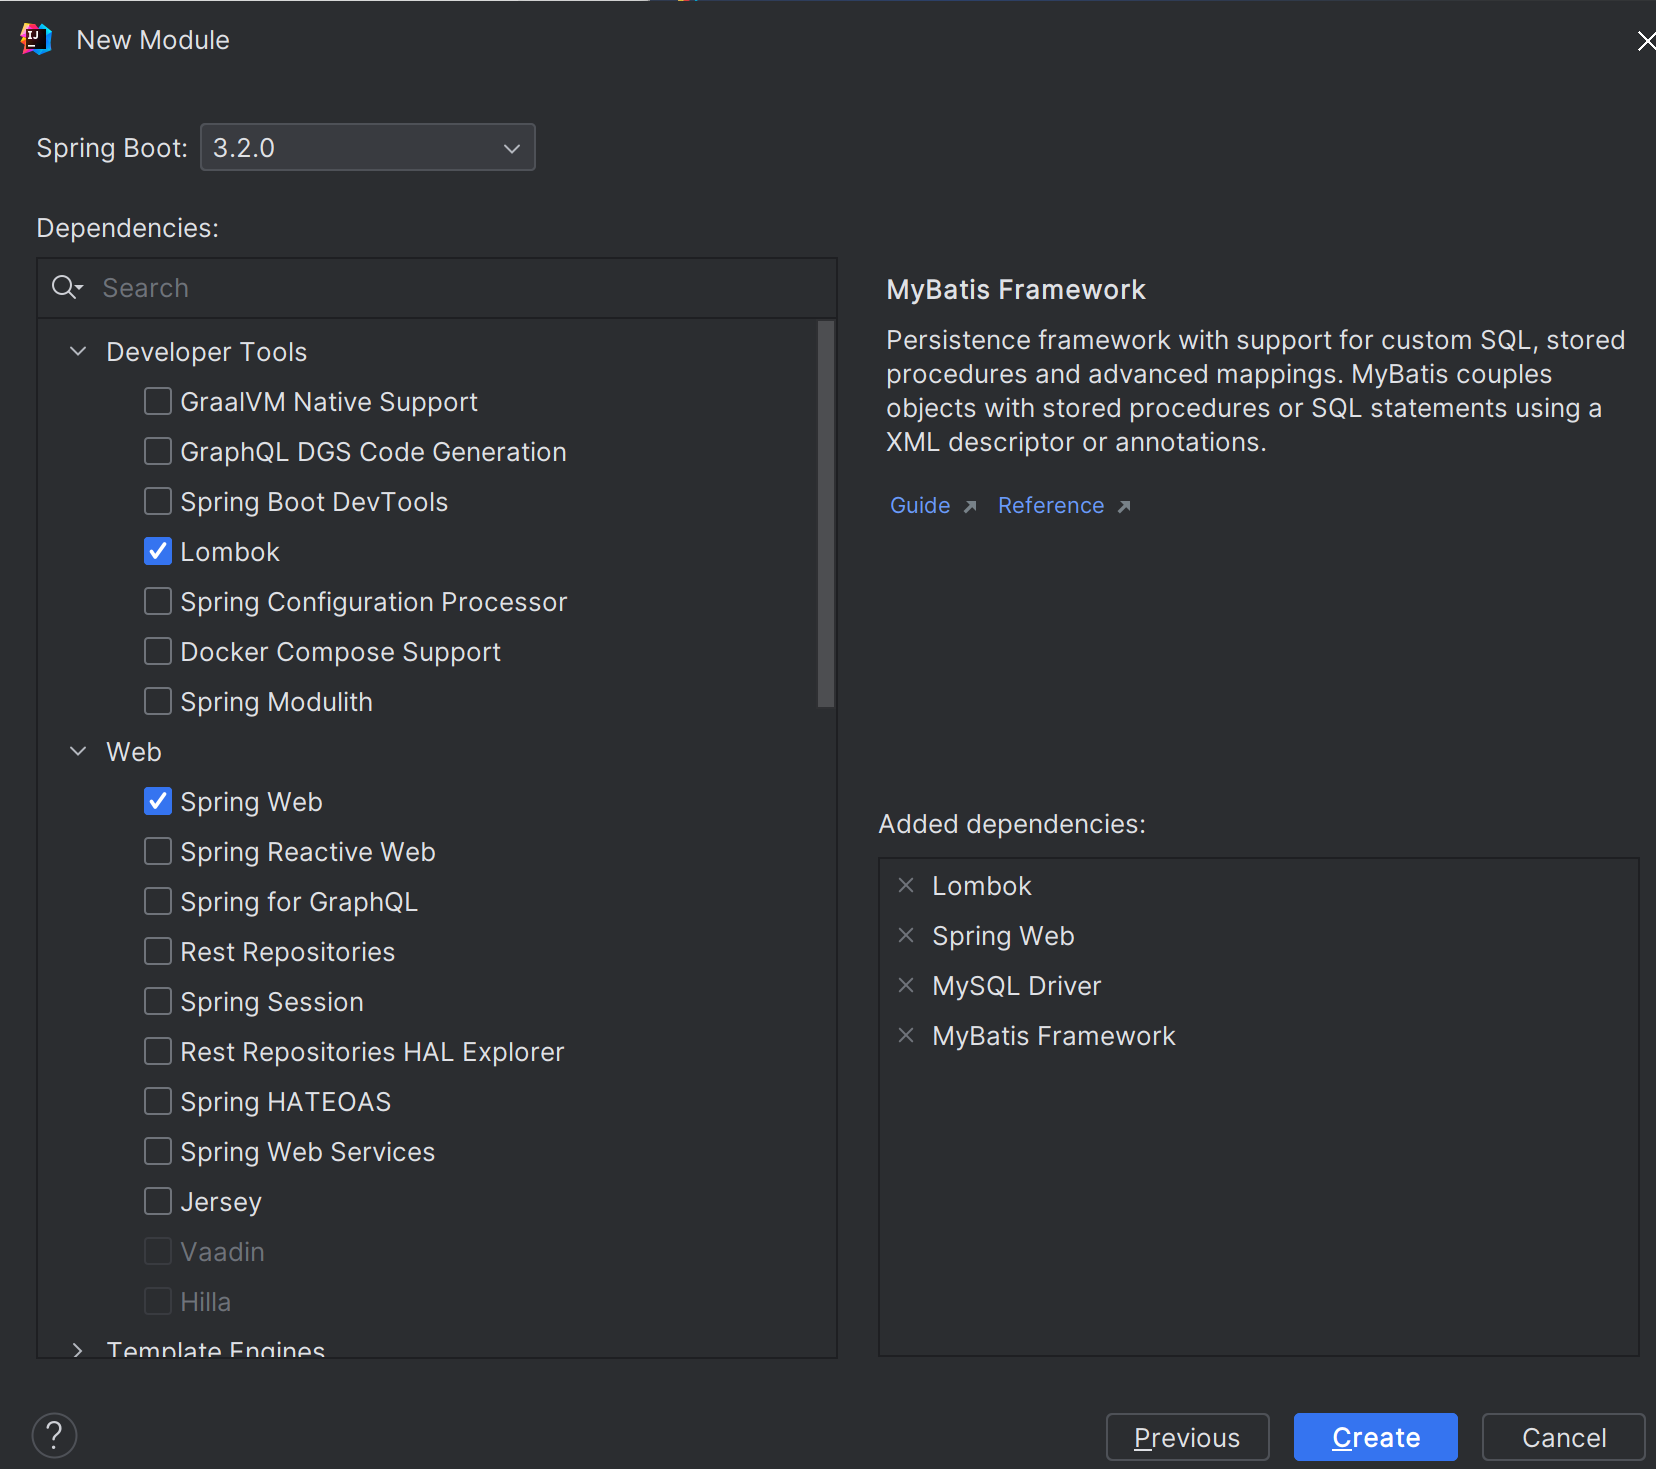 New Module
Spring Boot: 3.2.0
Dependencies:
Search
Developer Tools
GraalVM Native Support
GraphQL DGS Code Generation
Spring Boot DevTools
Lombok
Spring Configuration Processor
Docker Compose Support
Spring Modulith
Web
Spring Web
Spring Reactive Web
Spring for GraphQL
Rest Repositories
Spring Session
Rest Repositories HAL Explorer
Spring HATEOAS
Spring Web Services
Jersey
Vaadin
Hilla
Template Engines
MyBatis Framework
Persistence framework with support for custom SQL, stored
procedures and advanced mappings. MyBatis couples
objects with stored procedures or SQL statements using a
XML descriptor or annotations.
Guide Reference
Added dependencies:
Lombok
Spring Web
MySQL Driver
MyBatis Framework
? Previous Create Cancel